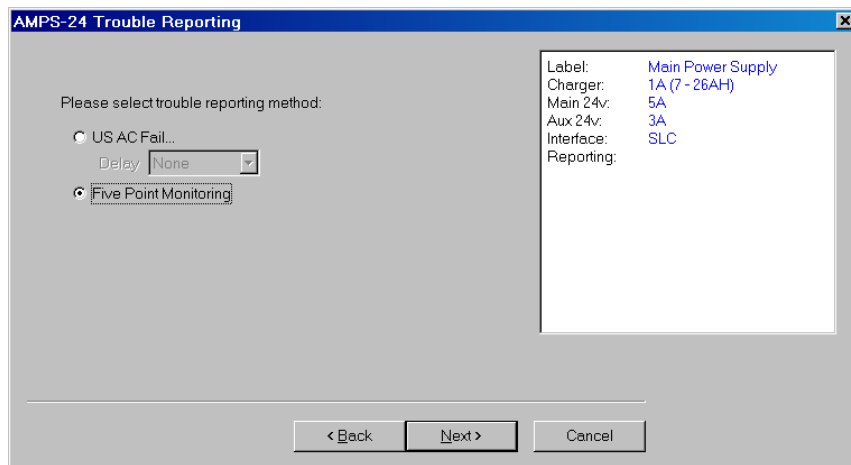 AMPS-24 Trouble Reporting
Please select trouble reporting method:
US AC Fail...
Delay None
Five Point Monitoring
Label: Main Power Supply
Charger: 1A (7 - 26AH)
Main 24v: 5A
Aux 24v: 3A
Interface: SLC
Reporting:
< Back Next > Cancel